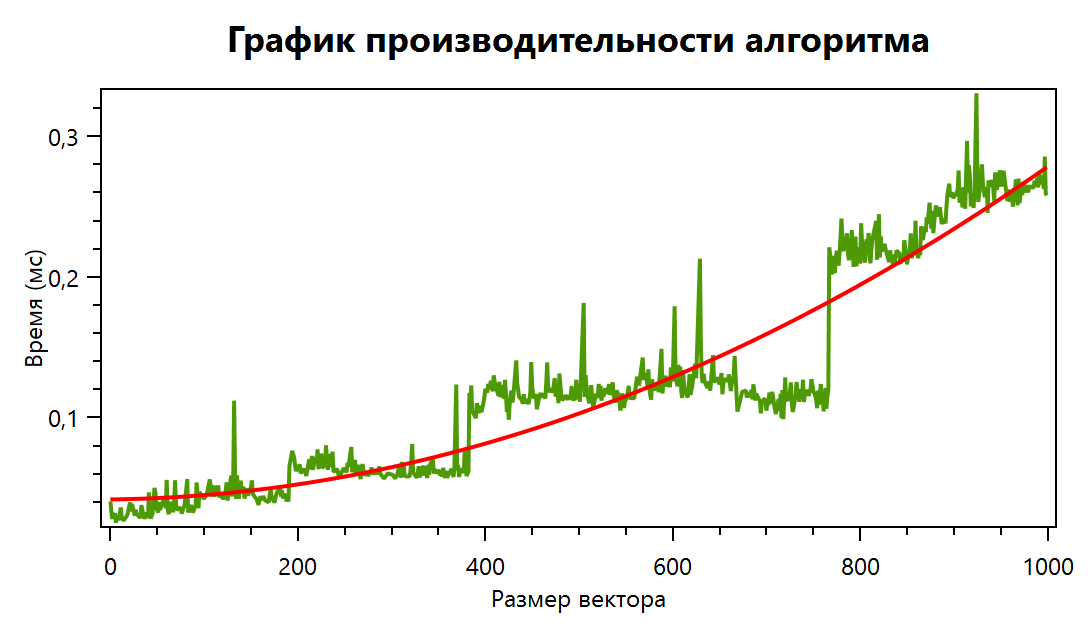 График производительности алгоритма
0,3
0,2
0,1
Время (мс)
0 200 400 600 800 1000
Размер вектора